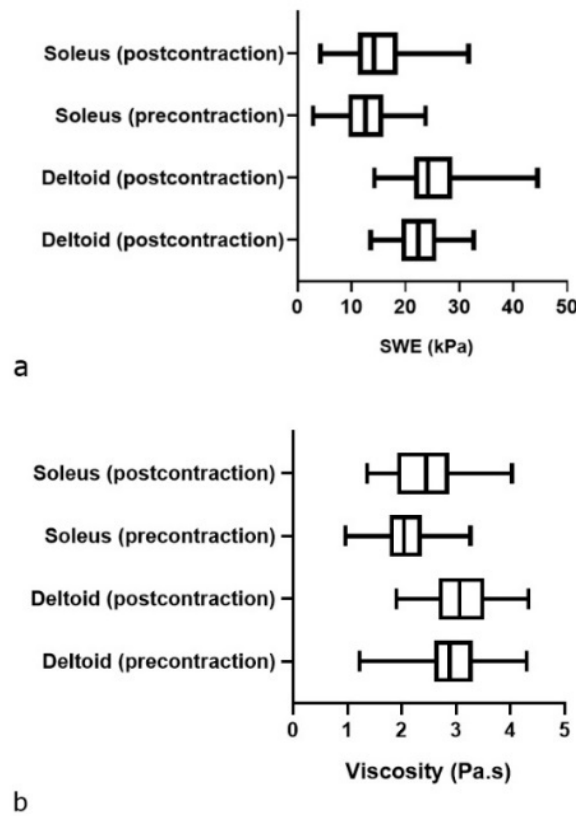 Soleus (postcontraction)
Soleus (precontraction)
Deltoid (postcontraction)
Deltoid (postcontraction)
0 10 20 30 40 50
SWE (kPa)
a
Soleus (postcontraction)
Soleus (precontraction)
Deltoid (postcontraction)
Deltoid (precontraction)
0 1 2 3 4 5
Viscosity (Pa.s)
b